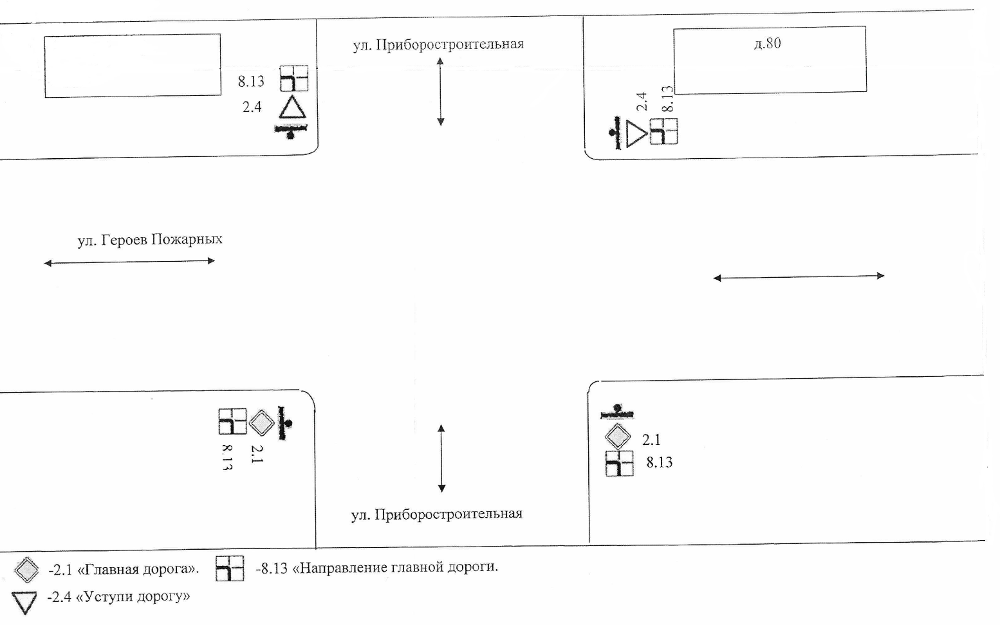 ул. Приборостроительная
д.80
8.13
2.4
2.4
8.13
ул. Героев Пожарных
8.13
2.1
2.1
8.13
ул. Приборостроительная
-2.1 «Главная дорога».
-8.13 «Направление главной дороги.
-2.4 «Уступи дорогу»